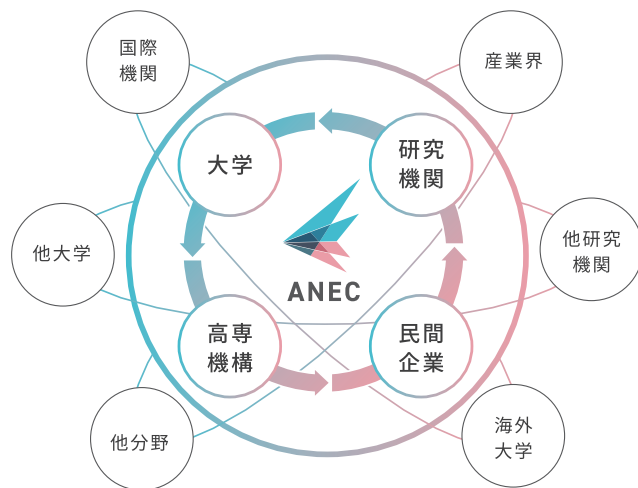 国際
機関
産業界
大学
研究
機関
他大学
ANEC
他研究
機関
高専
機構
民間
企業
他分野
海外
大学